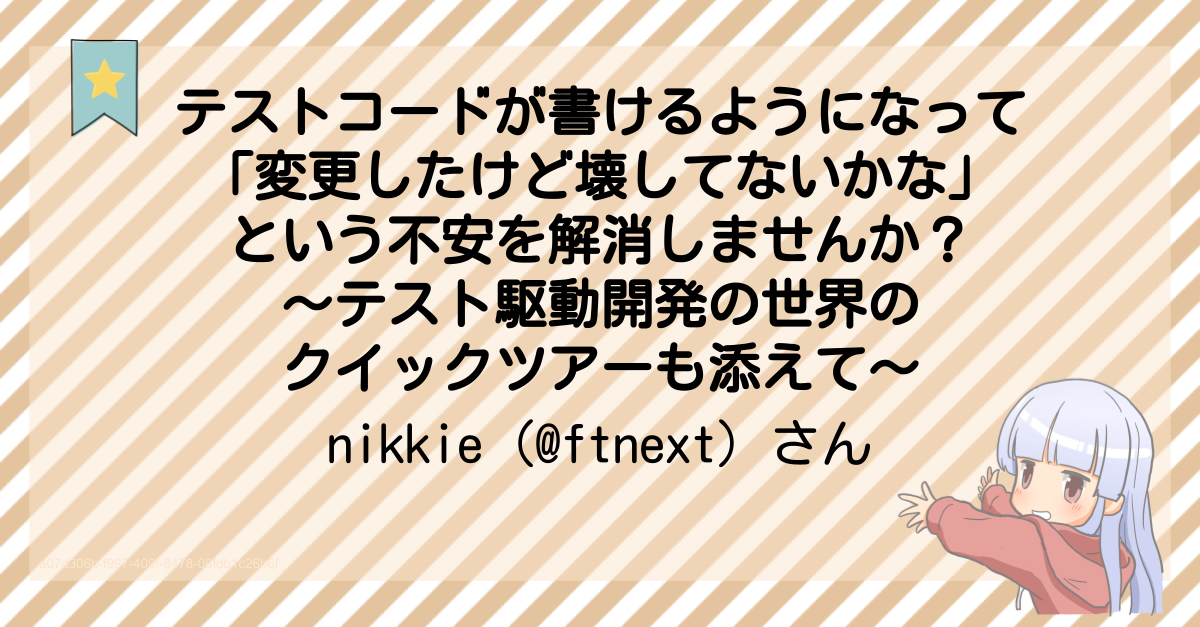 テストコードが書けるようになって
「変更したけど壊してないかな」
という不安を解消しませんか？
〜テスト駆動開発の世界の
クイックツアーも添えて〜
nikkie（@ftnext）さん